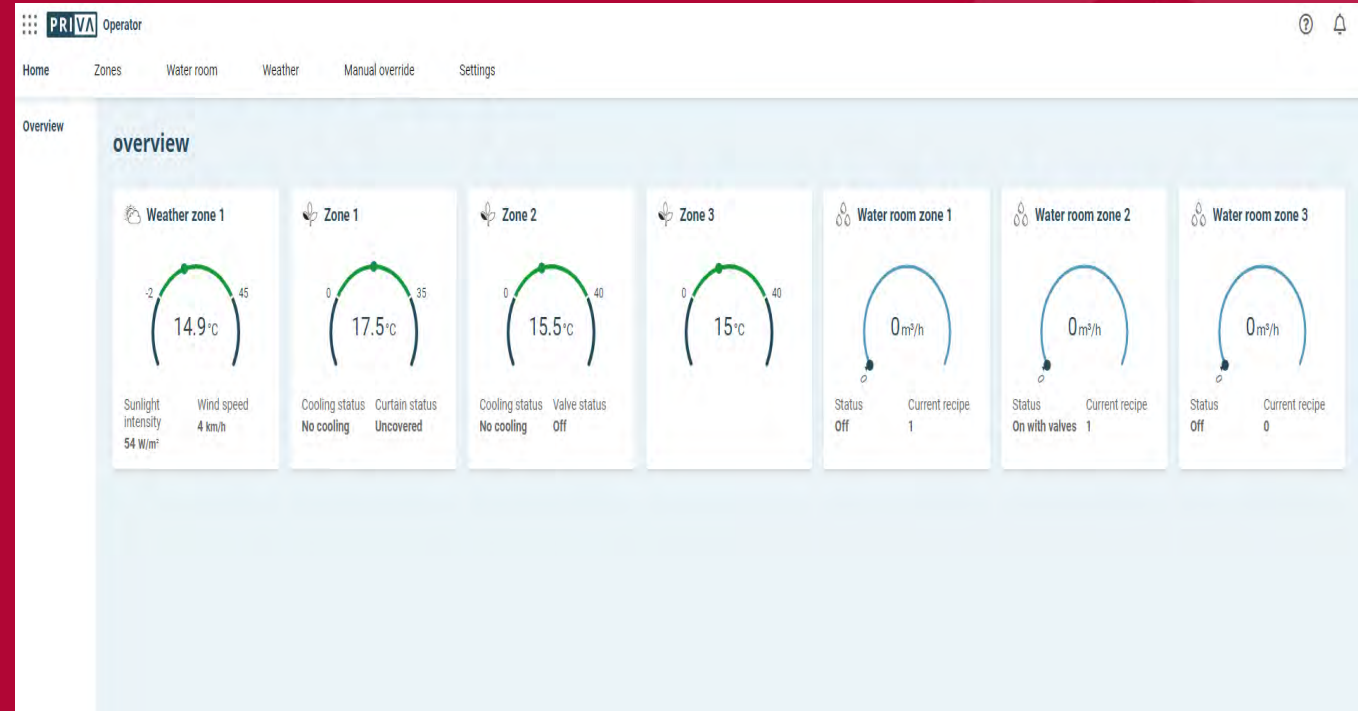 PRIVA Operator
Home Zones Water room Weather Manual override Settings
Overview
overview
Weather zone 1
-2 45
14.9 °C
Sunlight intensity
54 W/m²
Wind speed
4 km/h
Zone 1
0 35
17.5 °C
Cooling status
No cooling
Curtain status
Uncovered
Zone 2
0 40
15.5 °C
Cooling status
No cooling
Valve status
Off
Zone 3
0 40
15 °C
Water room zone 1
0 m³/h
Status
Off
Current recipe
1
Water room zone 2
0 m³/h
Status
On with valves
Current recipe
1
Water room zone 3
0 m³/h
Status
Off
Current recipe
0